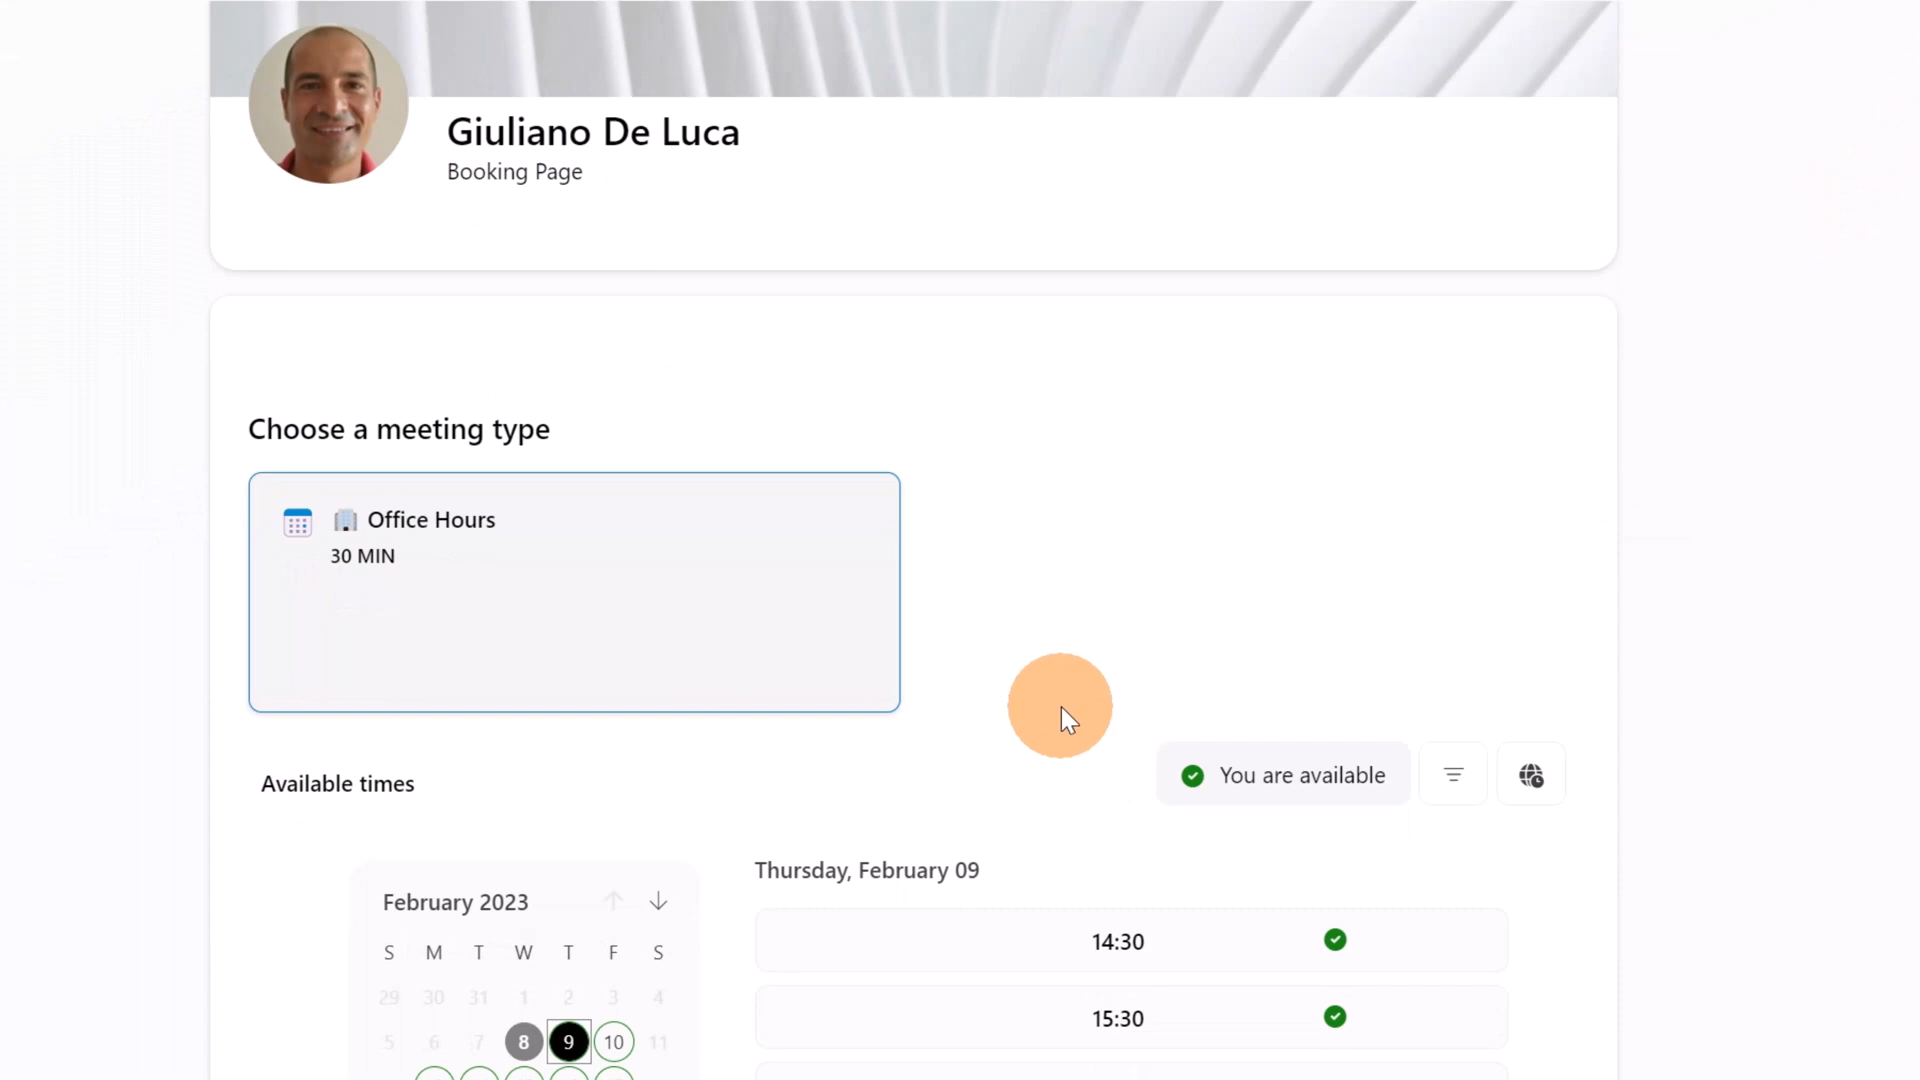 Giuliano De Luca
Booking Page
Choose a meeting type
Office Hours
30 MIN
Available times
You are available
February 2023
S M T W T F S
29 30 31 1 2 3 4
5 6 7 8 9 10 11
Thursday, February 09
14:30
15:30